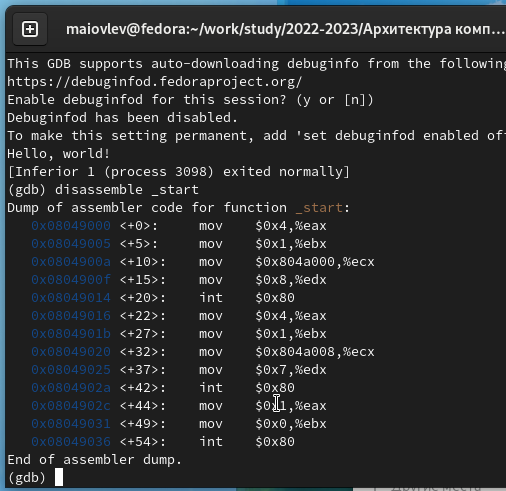 maiovlev@fedora:~/work/study/2022-2023/Архитектура комп...
This GDB supports auto-downloading debuginfo from the following
https://debuginfod.fedoraproject.org/
Enable debuginfod for this session? (y or [n])
Debuginfod has been disabled.
To make this setting permanent, add 'set debuginfod enabled of
Hello, world!
[Inferior 1 (process 3098) exited normally]
(gdb) disassemble _start
Dump of assembler code for function _start:
0x08049000 <+0>: mov $0x4,%eax
0x08049005 <+5>: mov $0x1,%ebx
0x0804900a <+10>: mov $0x804a000,%ecx
0x0804900f <+15>: mov $0x8,%edx
0x08049014 <+20>: int $0x80
0x08049016 <+22>: mov $0x4,%eax
0x0804901b <+27>: mov $0x1,%ebx
0x08049020 <+32>: mov $0x804a008,%ecx
0x08049025 <+37>: mov $0x7,%edx
0x0804902a <+42>: int $0x80
0x0804902c <+44>: mov $0x1,%eax
0x08049031 <+49>: mov $0x0,%ebx
0x08049036 <+54>: int $0x80
End of assembler dump.
(gdb)